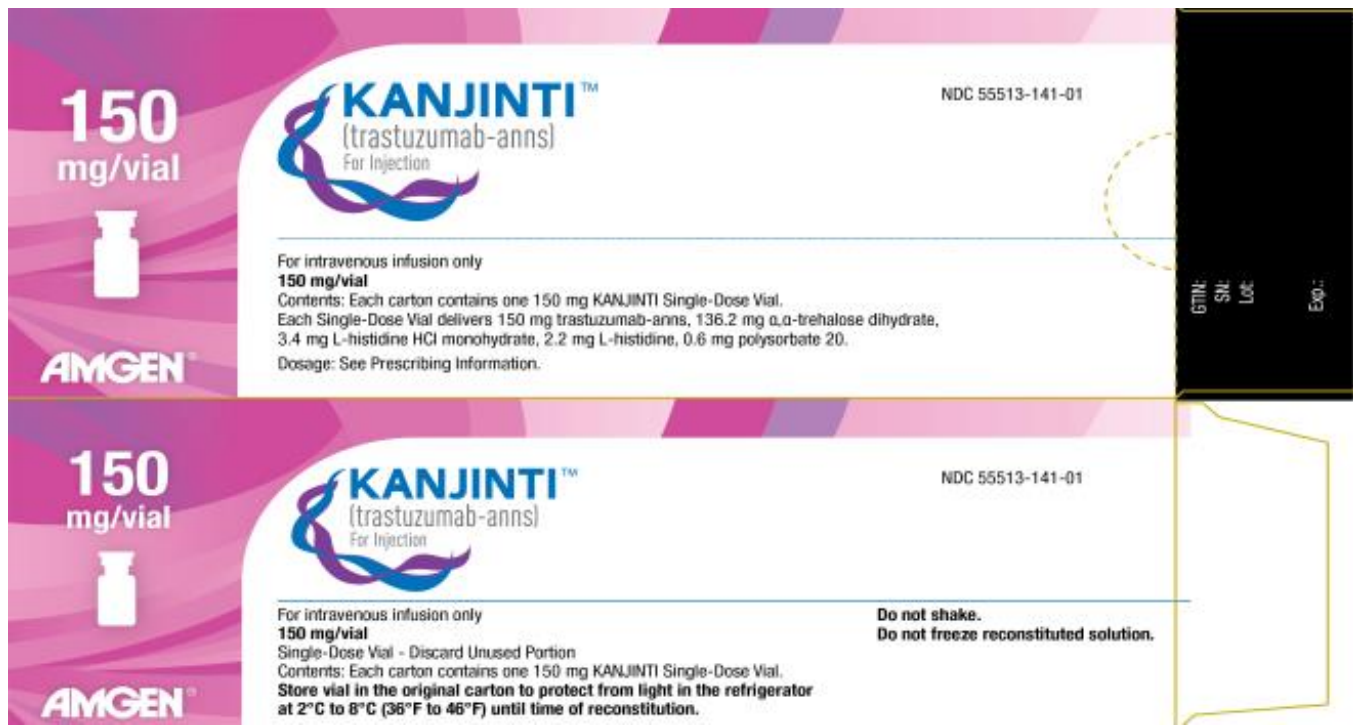 150
mg/vial
AMGEN®
KANJINTI™
(trastuzumab-anns)
For Injection
NDC 55513-141-01
For intravenous infusion only
150 mg/vial
Contents: Each carton contains one 150 mg KANJINTI Single-Dose Vial.
Each Single-Dose Vial delivers 150 mg trastuzumab-anns, 136.2 mg α,α-trehalose dihydrate,
3.4 mg L-histidine HCl monohydrate, 2.2 mg L-histidine, 0.6 mg polysorbate 20.
Dosage: See Prescribing Information.
GTIN:
SN:
Lot:
Exp.:
150
mg/vial
AMGEN®
KANJINTI™
(trastuzumab-anns)
For Injection
NDC 55513-141-01
For intravenous infusion only
150 mg/vial
Single-Dose Vial - Discard Unused Portion
Contents: Each carton contains one 150 mg KANJINTI Single-Dose Vial.
Store vial in the original carton to protect from light in the refrigerator
at 2°C to 8°C (36°F to 46°F) until time of reconstitution.
Do not shake.
Do not freeze reconstituted solution.